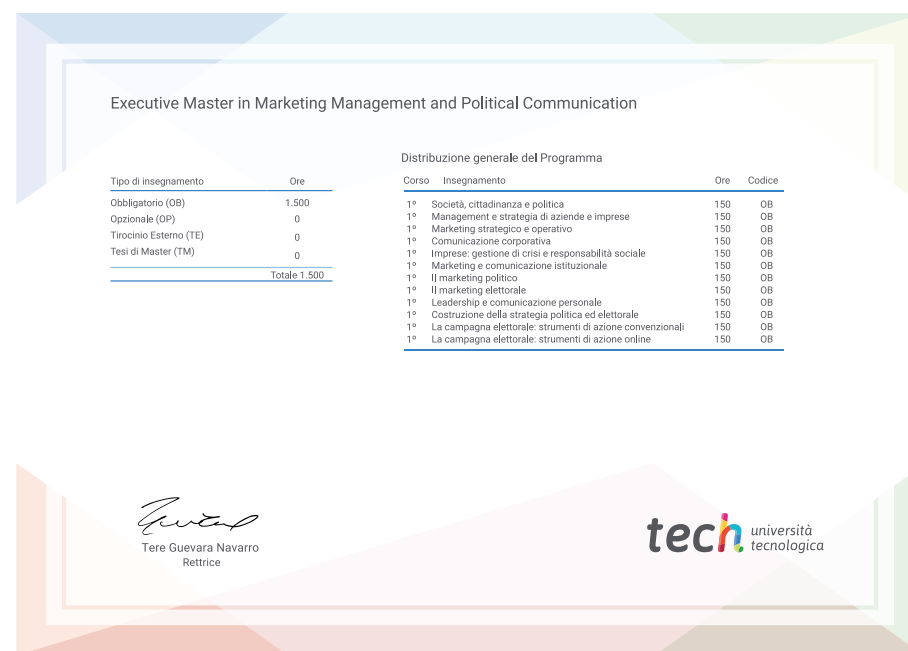 Executive Master in Marketing Management and Political Communication
Tipo di insegnamento Ore
Obbligatorio (OB) 1.500
Opzionale (OP) 0
Tirocinio Esterno (TE) 0
Tesi di Master (TM) 0
Totale 1.500
Distribuzione generale del Programma
Corso Insegnamento Ore Codice
1º Società, cittadinanza e politica 150 OB
1º Management e strategia di aziende e imprese 150 OB
1º Marketing strategico e operativo 150 OB
1º Comunicazione corporativa 150 OB
1º Imprese: gestione di crisi e responsabilità sociale 150 OB
1º Marketing e comunicazione istituzionale 150 OB
1º Il marketing politico 150 OB
1º Il marketing elettorale 150 OB
1º Leadership e comunicazione personale 150 OB
1º Costruzione della strategia politica ed elettorale 150 OB
1º La campagna elettorale: strumenti di azione convenzionali 150 OB
1º La campagna elettorale: strumenti di azione online 150 OB
Tere Guevara Navarro
Rettrice
tech università
tecnologica